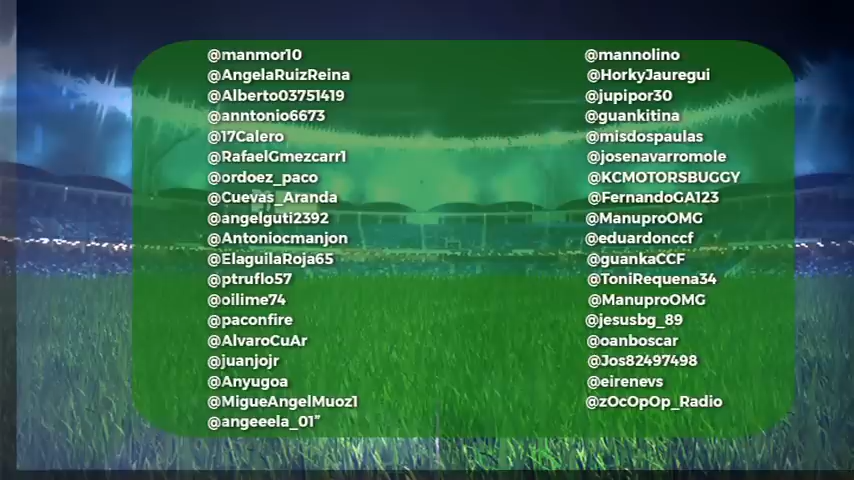 @manmor10
@AngelaRuizReina
@Alberto03751419
@anntonio6673
@17Calero
@RafaelGmezcarr1
@ordoez_paco
@Cuevas_Aranda
@angelguti2392
@Antoniocmanjon
@ElaguilaRoja65
@ptruflo57
@oilime74
@paconfire
@AlvaroCuAr
@juanjojr
@Anyugoa
@MigueAngelMuoz1
@angeeela_01”
@mannolino
@HorkyJauregui
@jupipor30
@guankitina
@misdospaulas
@josenavarromole
@KCMOTORSBUGGY
@FernandoGA123
@ManuproOMG
@eduardonccf
@guankaCCF
@ToniRequena34
@ManuproOMG
@jesusbg_89
@oanboscar
@Jos82497498
@eirenevs
@zOcOpOp_Radio